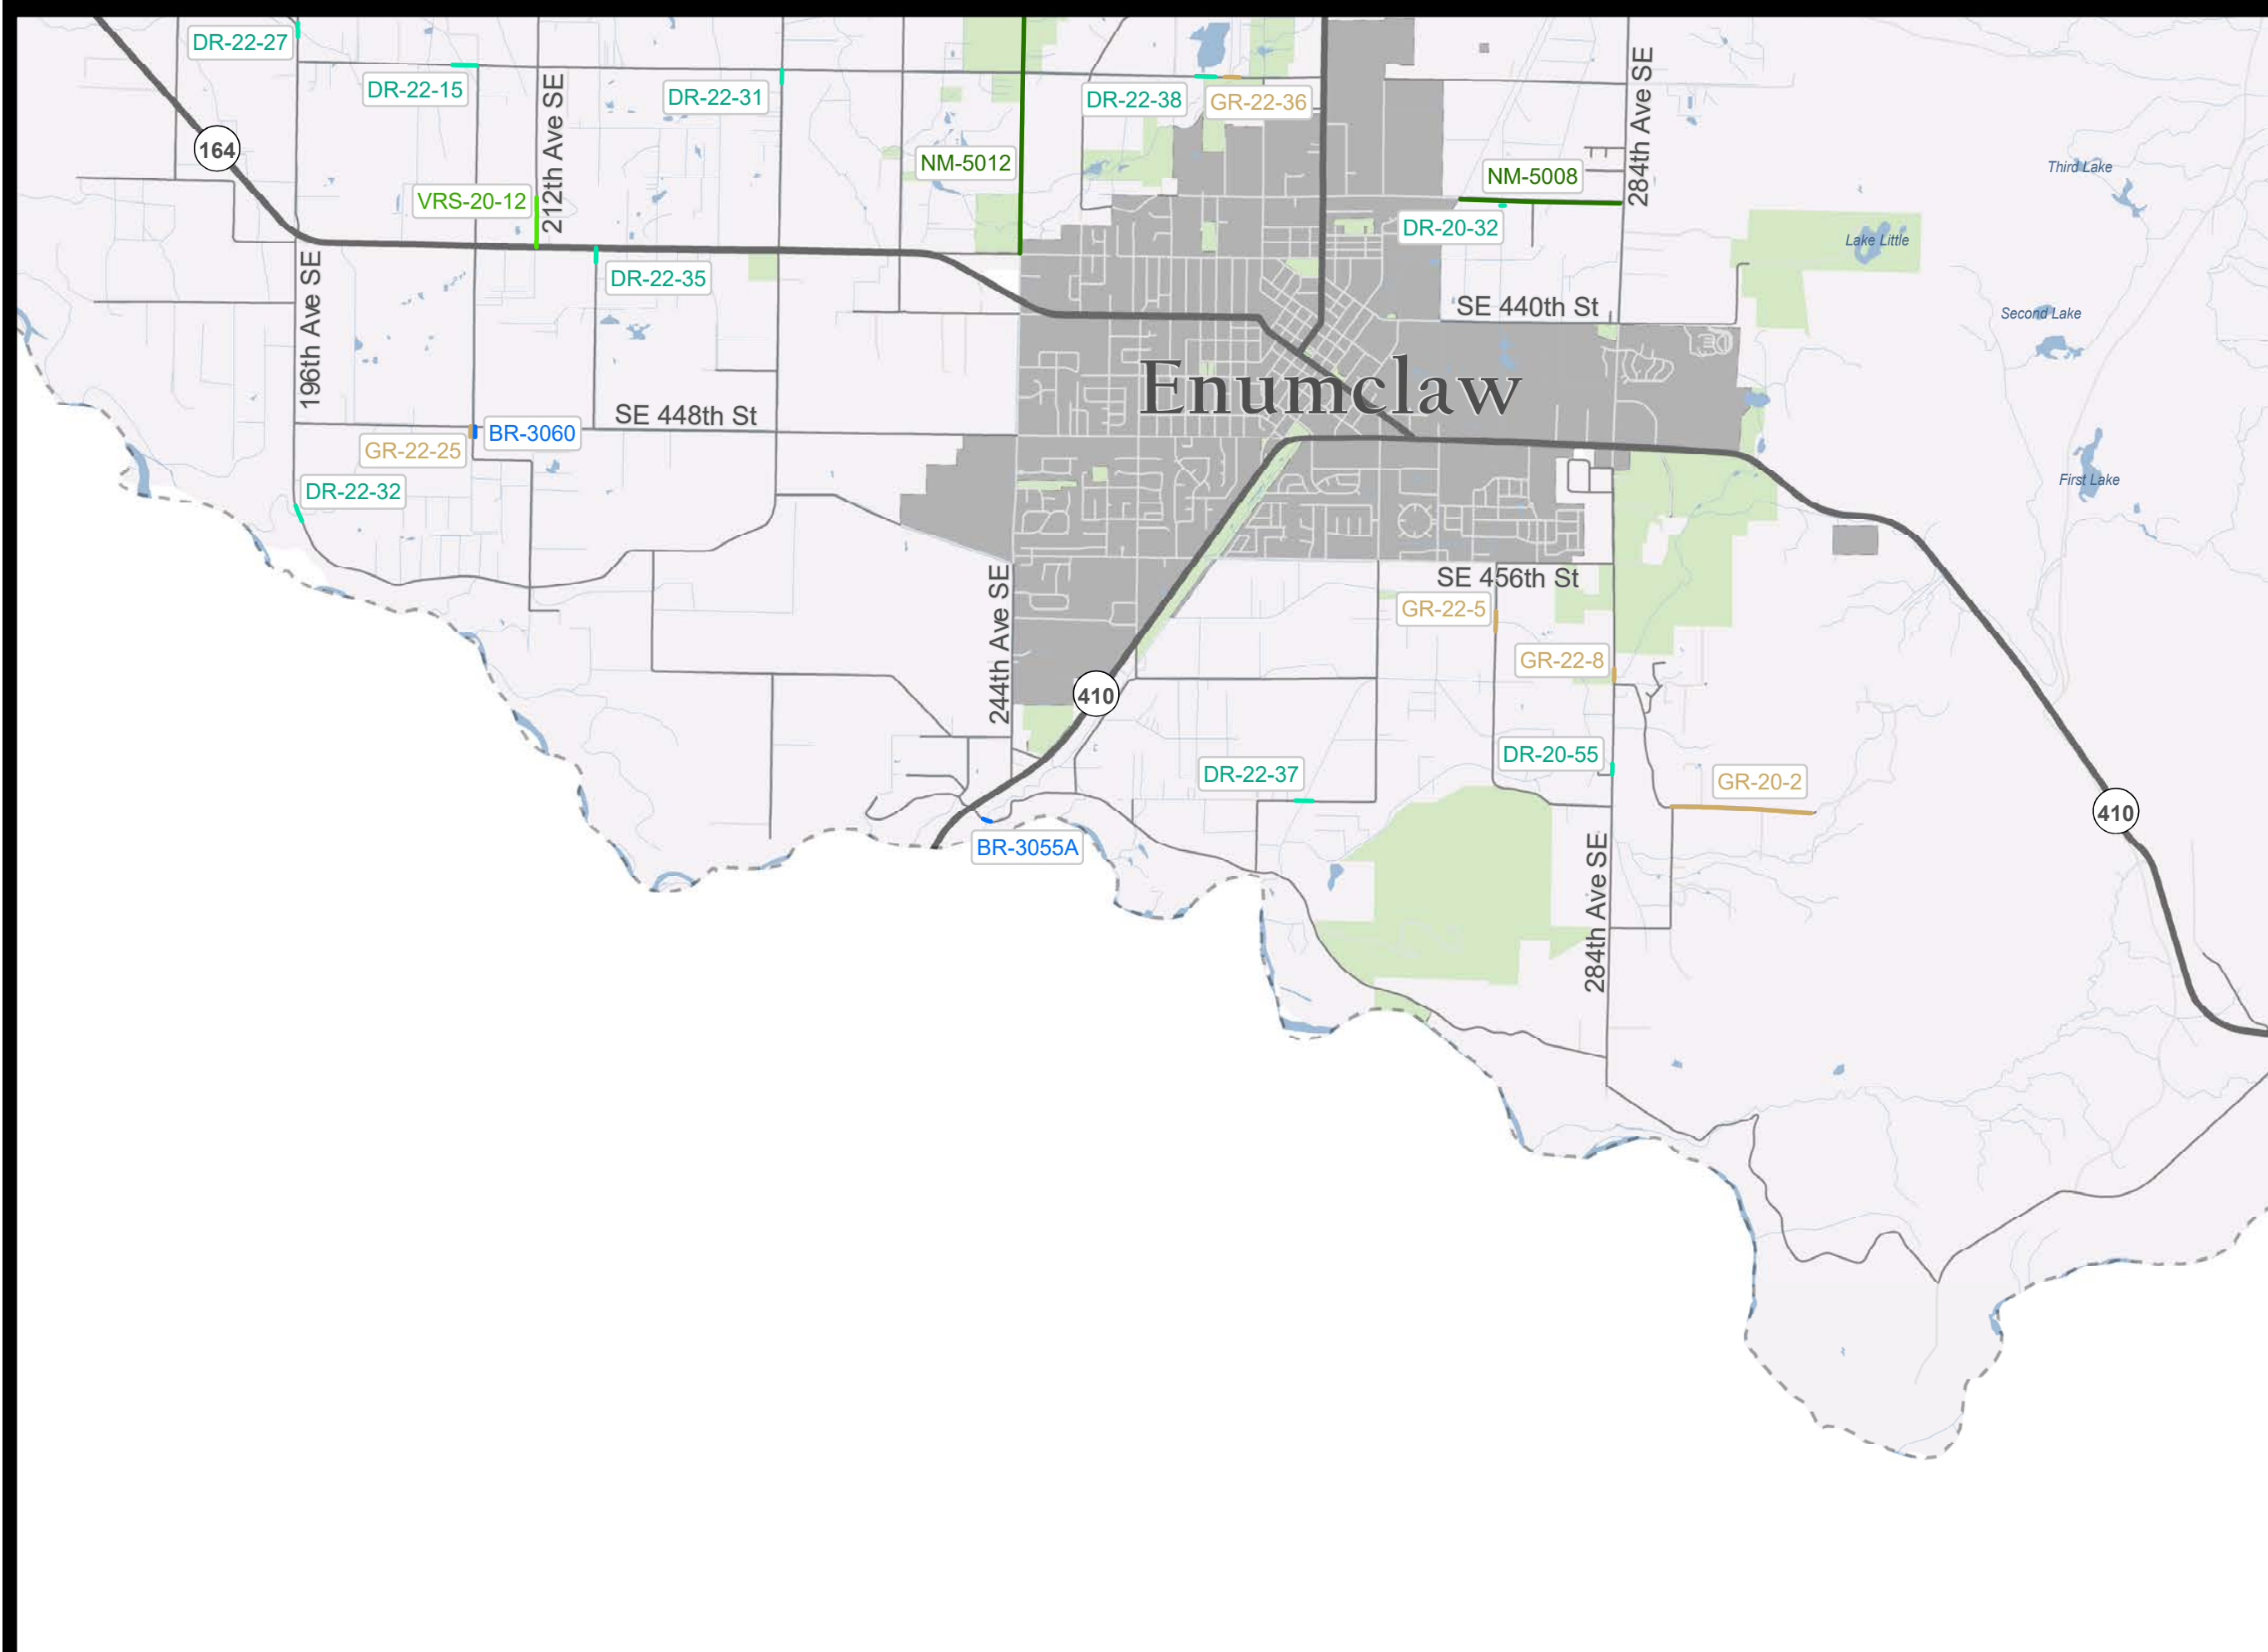 DR-22-27
DR-22-15
212th Ave SE
DR-22-31
DR-22-38
GR-22-36
284th Ave SE
164
NM-5012
NM-5008
Third Lake
VRS-20-12
DR-20-32
Lake Little
196th Ave SE
DR-22-35
SE 440th St
Second Lake
Enumclaw
SE 448th St
GR-22-25
BR-3060
DR-22-32
First Lake
244th Ave SE
SE 456th St
GR-22-5
GR-22-8
410
DR-22-37
DR-20-55
GR-20-2
410
BR-3055A
284th Ave SE